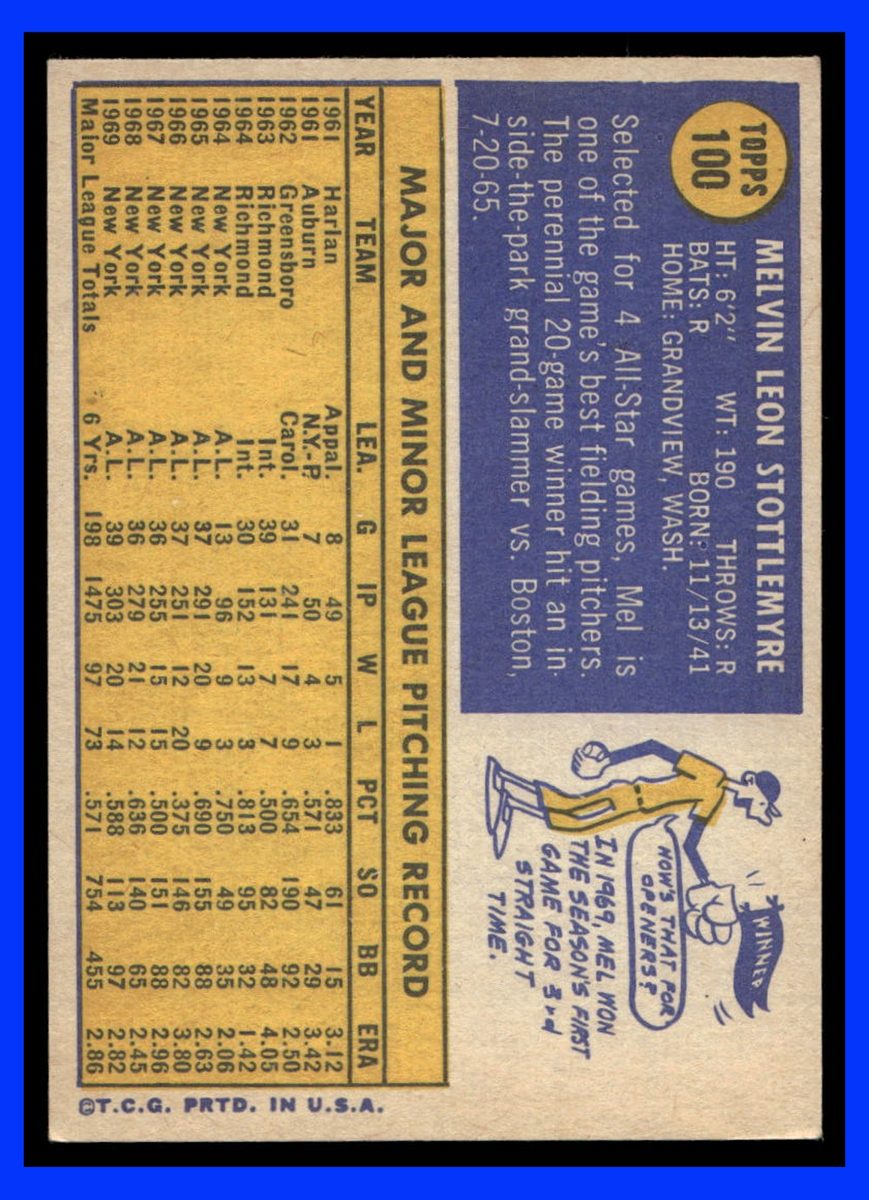 TOPPS
100
MELVIN LEON STOTTLEMYRE
HT: 6'2" WT: 190 THROWS: R
BATS: R BORN: 11/13/41
HOME: GRANDVIEW, WASH.
Selected for 4 All-Star games, Mel is
one of the game's best fielding pitchers.
The perennial 20-game winner hit an in-
side-the-park grand-slammer vs. Boston,
7-20-65.
WINNER
HOW'S THAT FOR
OPENERS?
IN 1969, MEL WON
THE SEASON'S FIRST
GAME FOR 3rd
STRAIGHT
TIME.
MAJOR AND MINOR LEAGUE PITCHING RECORD
YEAR TEAM LEA. G IP W L PCT SO BB ERA
1961 Harlan Appal. 8 49 5 1 .833 61 15 3.12
1961 Auburn N.Y.-P. 7 50 4 3 .571 47 29 3.42
1962 Greensboro Carol. 31 241 17 9 .654 190 92 2.50
1963 Richmond Int. 39 131 7 7 .500 82 48 4.05
1964 Richmond Int. 30 152 13 3 .813 95 32 1.42
1964 New York A.L. 13 96 9 3 .750 49 35 2.06
1965 New York A.L. 37 291 20 9 .690 155 88 2.63
1966 New York A.L. 37 251 12 20 .375 146 82 3.80
1967 New York A.L. 36 255 15 15 .500 151 88 2.96
1968 New York A.L. 36 279 21 12 .636 140 65 2.45
1969 New York A.L. 39 303 20 14 .588 113 97 2.82
Major League Totals 6 Yrs. 198 1475 97 73 .571 754 455 2.86
©T.C.G. PRTD. IN U.S.A.